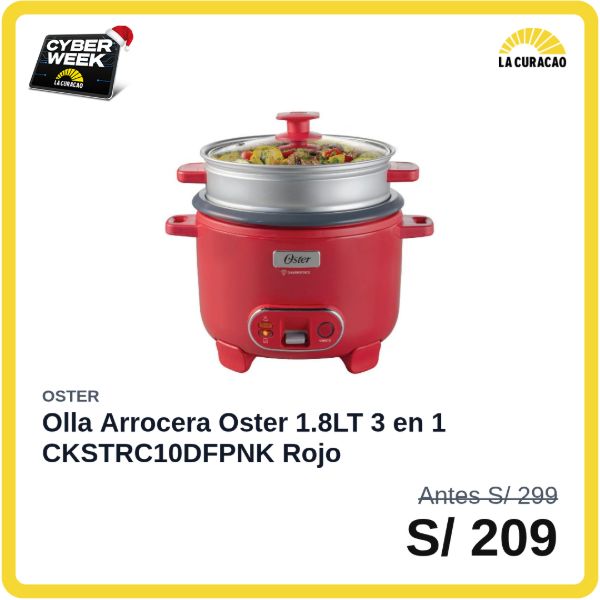 CYBER
WEEK
LA CURACAO
LA CURACAO
Oster
OSTER
Olla Arrocera Oster 1.8LT 3 en 1
CKSTRC10DFPNK Rojo
Antes S/ 299
S/ 209